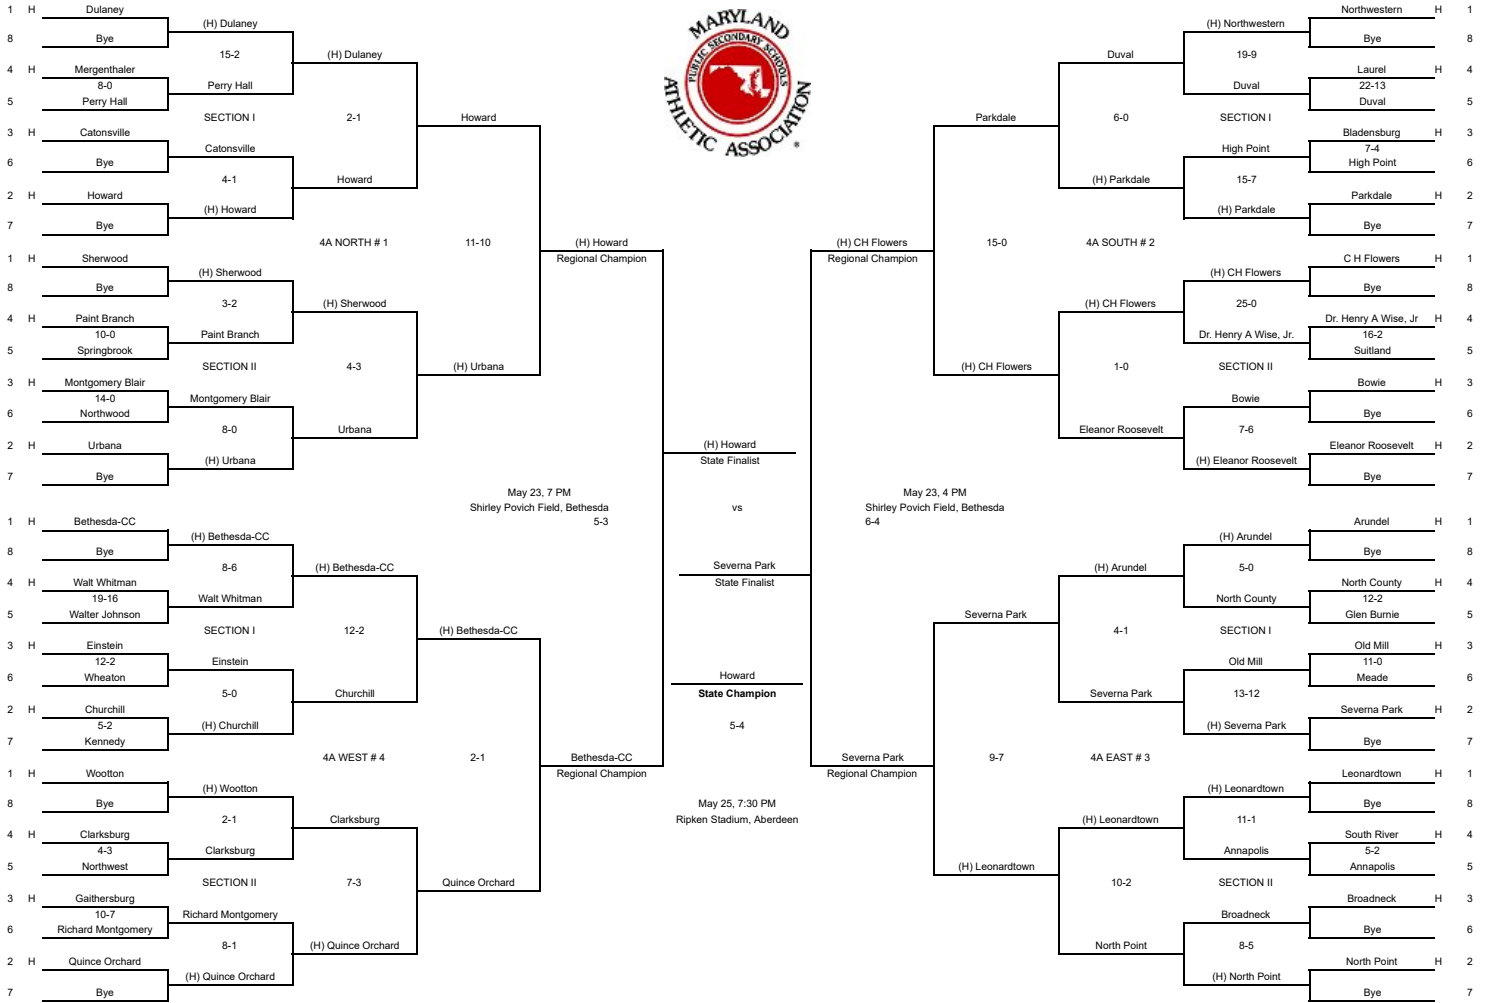 MARYLAND
PUBLIC SECONDARY SCHOOLS
ATHLETIC ASSOCIATION
®
1 H Dulaney
8 Bye
(H) Dulaney
15-2
4 H Mergenthaler
8-0
5 Perry Hall
Perry Hall
(H) Dulaney
SECTION I
2-1
3 H Catonsville
6 Bye
Catonsville
4-1
2 H Howard
7 Bye
(H) Howard
Howard
Howard
4A NORTH # 1
11-10
1 H Sherwood
8 Bye
(H) Sherwood
3-2
4 H Paint Branch
10-0
5 Springbrook
Paint Branch
(H) Sherwood
SECTION II
4-3
3 H Montgomery Blair
14-0
6 Northwood
Montgomery Blair
8-0
2 H Urbana
7 Bye
(H) Urbana
Urbana
(H) Urbana
(H) Howard
Regional Champion
May 23, 7 PM
Shirley Povich Field, Bethesda
5-3
1 H Bethesda-CC
8 Bye
(H) Bethesda-CC
8-6
4 H Walt Whitman
19-16
5 Walter Johnson
Walt Whitman
(H) Bethesda-CC
SECTION I
12-2
3 H Einstein
12-2
6 Wheaton
Einstein
5-0
2 H Churchill
5-2
7 Kennedy
(H) Churchill
Churchill
(H) Bethesda-CC
4A WEST # 4
2-1
1 H Wootton
8 Bye
(H) Wootton
2-1
4 H Clarksburg
4-3
5 Northwest
Clarksburg
Clarksburg
SECTION II
7-3
3 H Gaithersburg
10-7
6 Richard Montgomery
Richard Montgomery
8-1
2 H Quince Orchard
7 Bye
(H) Quince Orchard
(H) Quince Orchard
Quince Orchard
Bethesda-CC
Regional Champion
(H) Howard
State Finalist
vs
Severna Park
State Finalist
Howard
State Champion
5-4
May 25, 7:30 PM
Ripken Stadium, Aberdeen
Northwestern H 1
Bye 8
(H) Northwestern
19-9
Laurel H 4
22-13
Duval 5
Duval
Duval
SECTION I
6-0
Bladensburg H 3
7-4
High Point 6
High Point
15-7
Parkdale H 2
Bye 7
(H) Parkdale
(H) Parkdale
Parkdale
4A SOUTH # 2
15-0
C H Flowers H 1
Bye 8
(H) CH Flowers
25-0
Dr. Henry A Wise, Jr H 4
16-2
Suitland 5
Dr. Henry A Wise, Jr.
(H) CH Flowers
SECTION II
1-0
Bowie H 3
Bye 6
Bowie
7-6
Eleanor Roosevelt H 2
Bye 7
(H) Eleanor Roosevelt
Eleanor Roosevelt
(H) CH Flowers
(H) CH Flowers
Regional Champion
May 23, 4 PM
Shirley Povich Field, Bethesda
6-4
Arundel H 1
Bye 8
(H) Arundel
5-0
North County H 4
12-2
Glen Burnie 5
North County
(H) Arundel
SECTION I
4-1
Old Mill H 3
11-0
Meade 6
Old Mill
13-12
Severna Park H 2
Bye 7
(H) Severna Park
Severna Park
Severna Park
4A EAST # 3
9-7
Leonardtown H 1
Bye 8
(H) Leonardtown
11-1
South River H 4
5-2
Annapolis 5
Annapolis
(H) Leonardtown
SECTION II
10-2
Broadneck H 3
Bye 6
Broadneck
8-5
North Point H 2
Bye 7
(H) North Point
North Point
(H) Leonardtown
Severna Park
Regional Champion